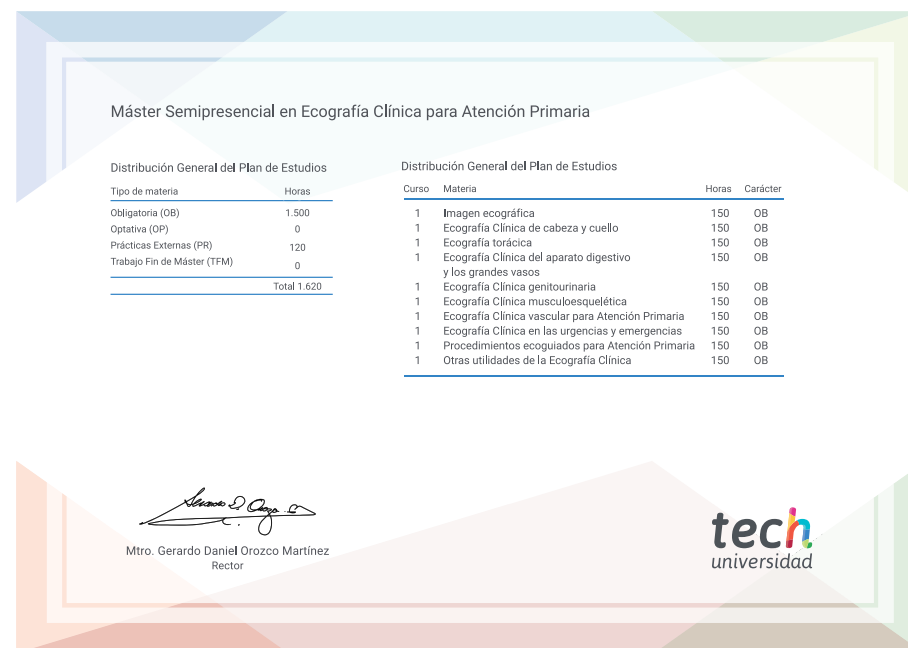 Máster Semipresencial en Ecografía Clínica para Atención Primaria
Distribución General del Plan de Estudios
Tipo de materia Horas
Obligatoria (OB) 1.500
Optativa (OP) 0
Prácticas Externas (PR) 120
Trabajo Fin de Máster (TFM) 0
Total 1.620
Distribución General del Plan de Estudios
Curso Materia Horas Carácter
1 Imagen ecográfica 150 OB
1 Ecografía Clínica de cabeza y cuello 150 OB
1 Ecografía torácica 150 OB
1 Ecografía Clínica del aparato digestivo 150 OB
y los grandes vasos
1 Ecografía Clínica genitourinaria 150 OB
1 Ecografía Clínica musculoesquelética 150 OB
1 Ecografía Clínica vascular para Atención Primaria 150 OB
1 Ecografía Clínica en las urgencias y emergencias 150 OB
1 Procedimientos ecoguiados para Atención Primaria 150 OB
1 Otras utilidades de la Ecografía Clínica 150 OB
Mtro. Gerardo Daniel Orozco Martínez
Rector
tech
universidad